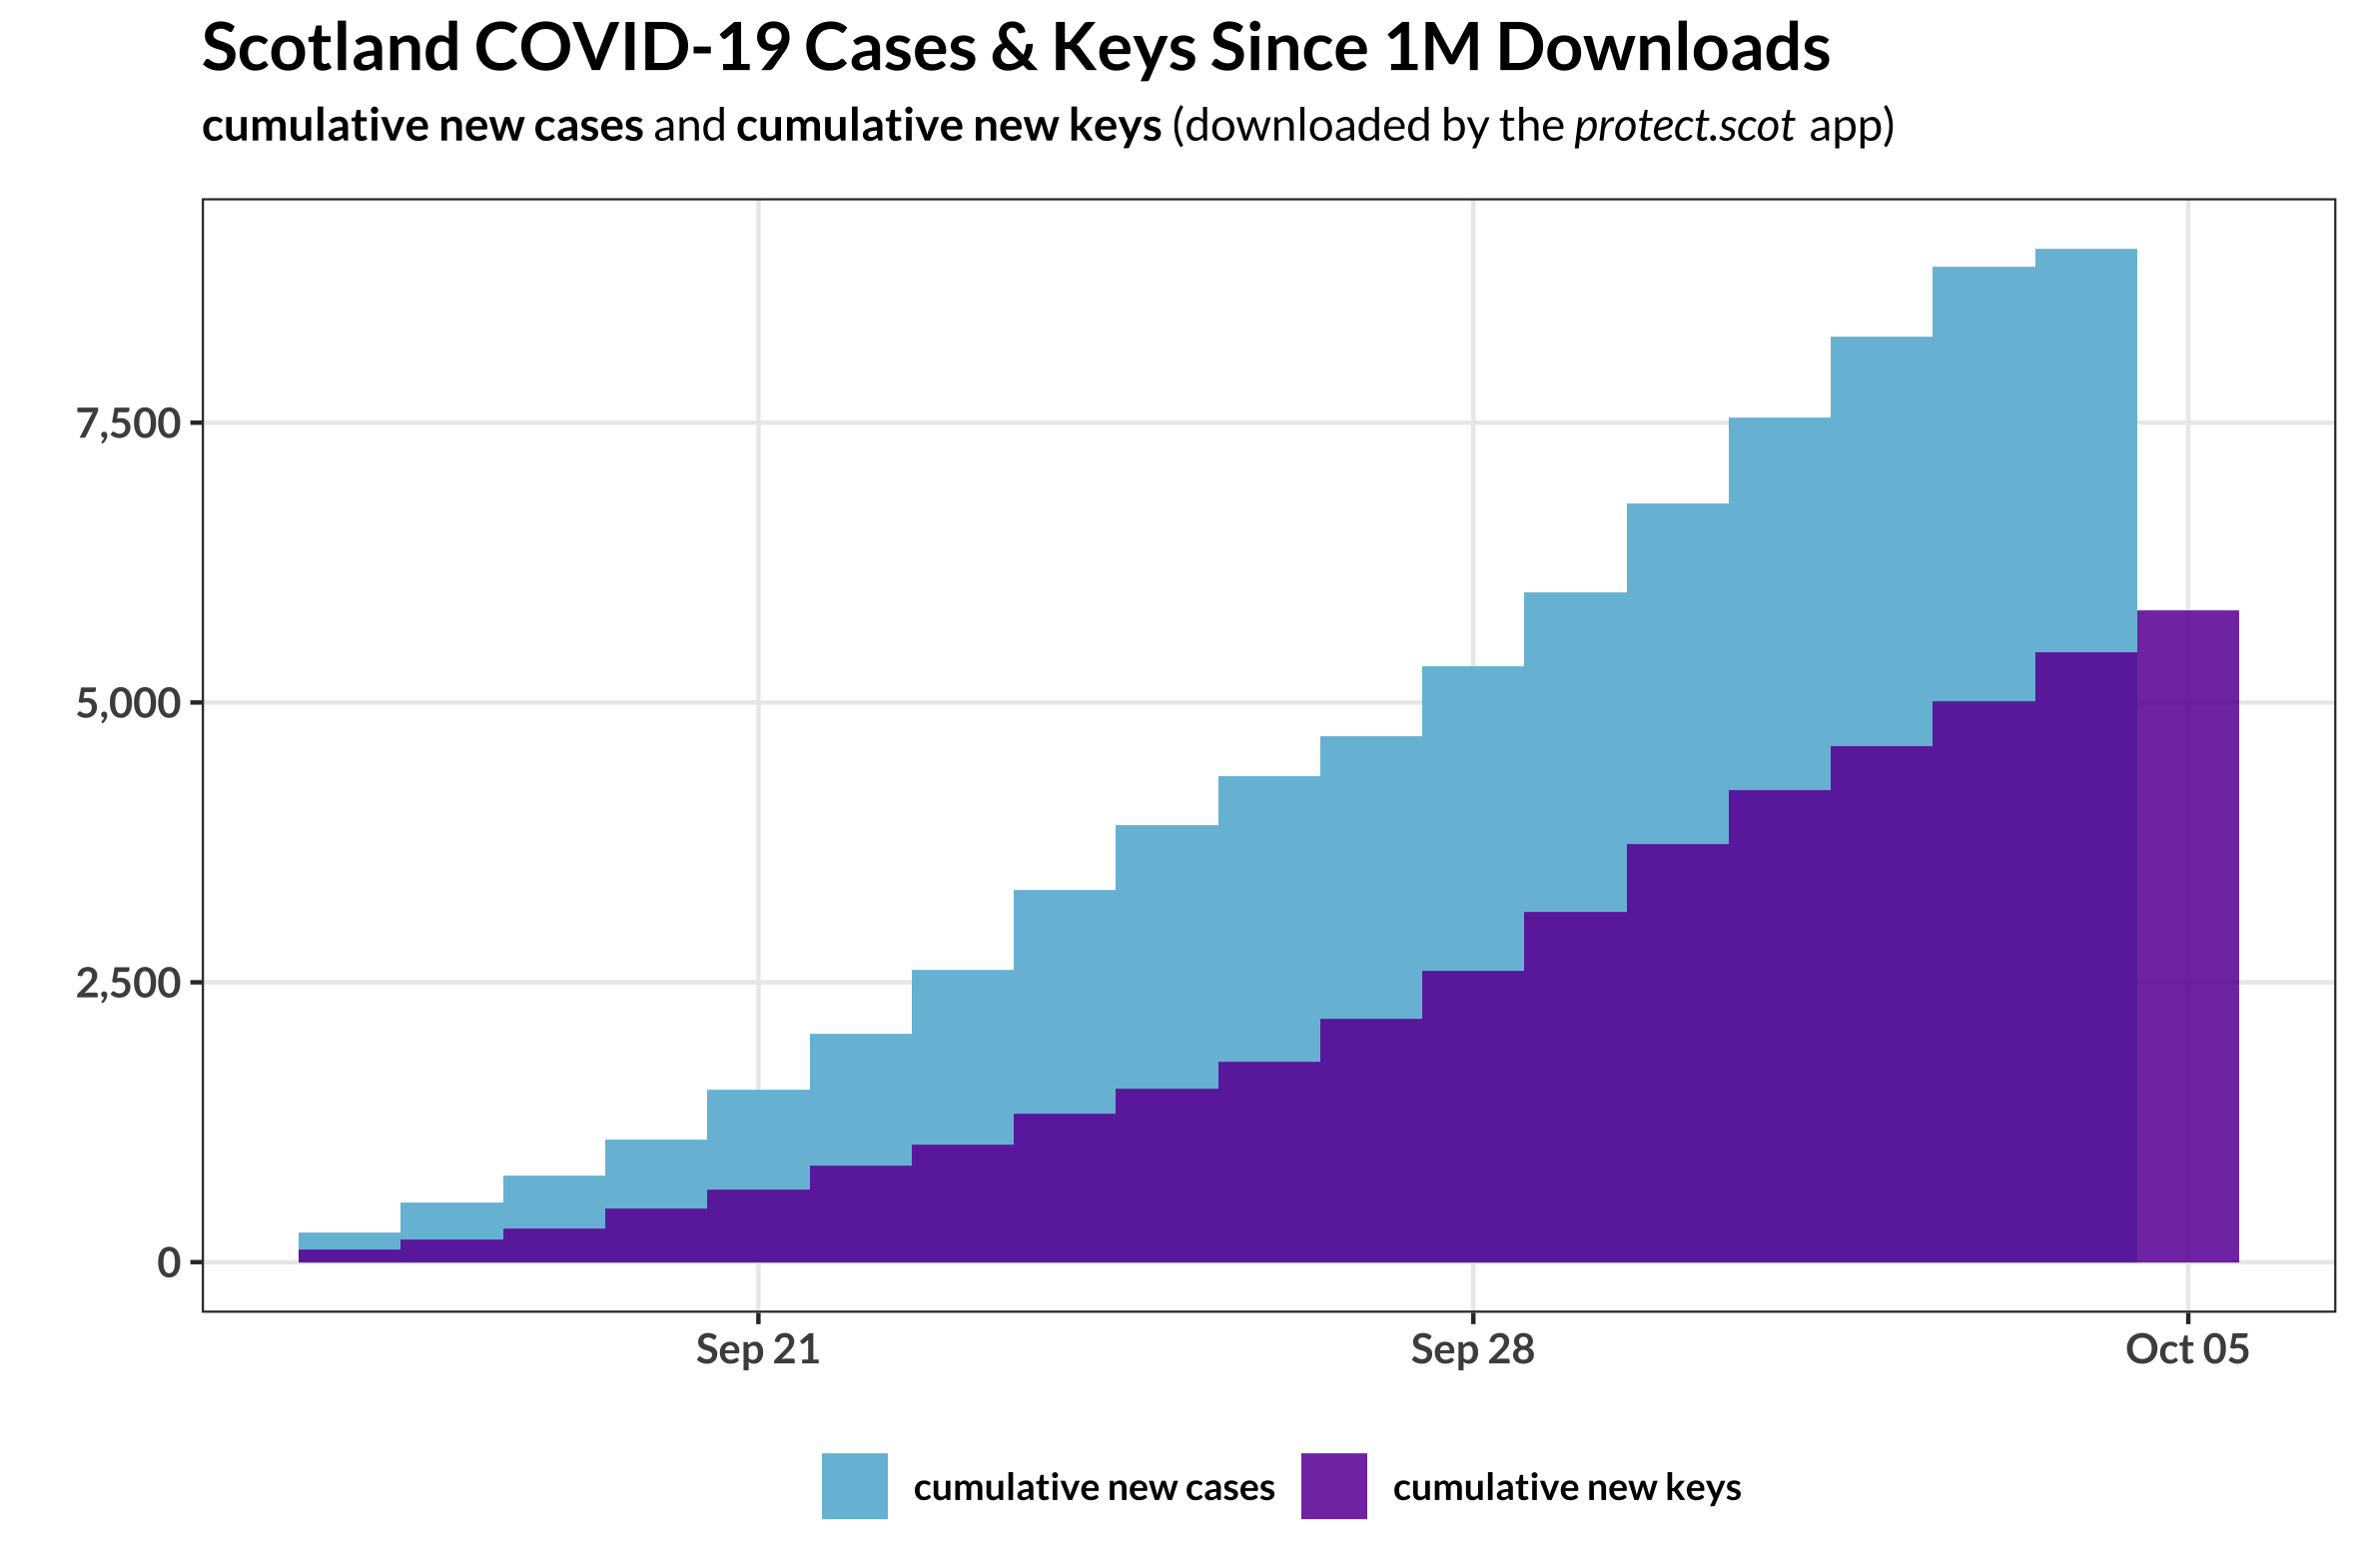 Scotland COVID-19 Cases & Keys Since 1M Downloads
cumulative new cases and cumulative new keys (downloaded by the protect.scot app)
7,500
5,000
2,500
0
Sep 21
Sep 28
Oct 05
cumulative new cases
cumulative new keys